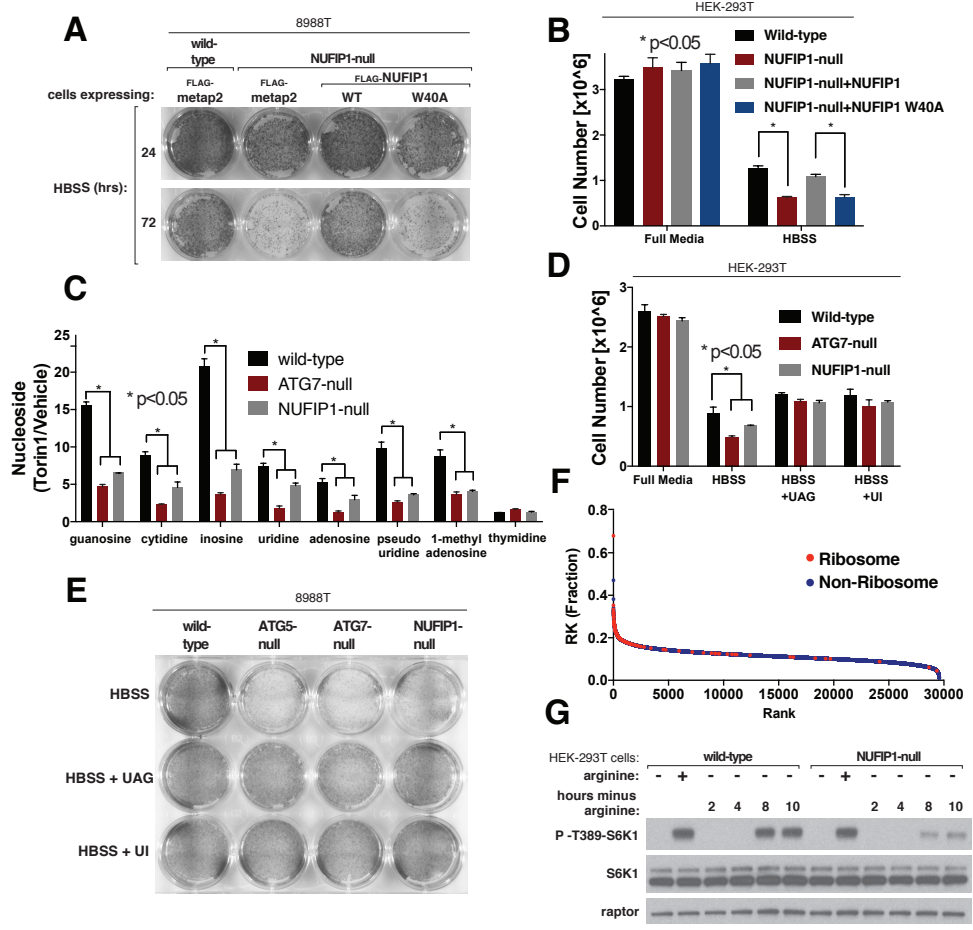 A
8988T
wild-
type
NUFIP1-null
FLAG-NUFIP1
cells expressing:
FLAG-
metap2
FLAG-
metap2
WT
W40A
HBSS (hrs):
24
72
B
HEK-293T
Cell Number [x10^6]
3
2
1
0
* p<0.05
Wild-type
NUFIP1-null
NUFIP1-null+NUFIP1
NUFIP1-null+NUFIP1 W40A
*
*
Full Media
HBSS
C
Nucleoside
(Torin1/Vehicle)
25
20
15
10
5
0
wild-type
ATG7-null
NUFIP1-null
* p<0.05
*
*
*
*
*
*
*
guanosine
cytidine
inosine
uridine
adenosine
pseudo
uridine
1-methyl
adenosine
thymidine
D
HEK-293T
Cell Number [x10^6]
3
2
1
0
Wild-type
ATG7-null
NUFIP1-null
* p<0.05
*
Full Media
HBSS
HBSS
+UAG
HBSS
+UI
E
8988T
wild-
type
ATG5-
null
ATG7-
null
NUFIP1-
null
HBSS
HBSS + UAG
HBSS + UI
F
RK (Fraction)
0.8
0.6
0.4
0.2
0.0
Ribosome
Non-Ribosome
0
5000
10000
15000
20000
25000
30000
Rank
G
HEK-293T cells:
wild-type
NUFIP1-null
arginine:
- + - - - - - + - - - -
hours minus
arginine:
2 4 8 10 2 4 8 10
P -T389-S6K1
S6K1
raptor